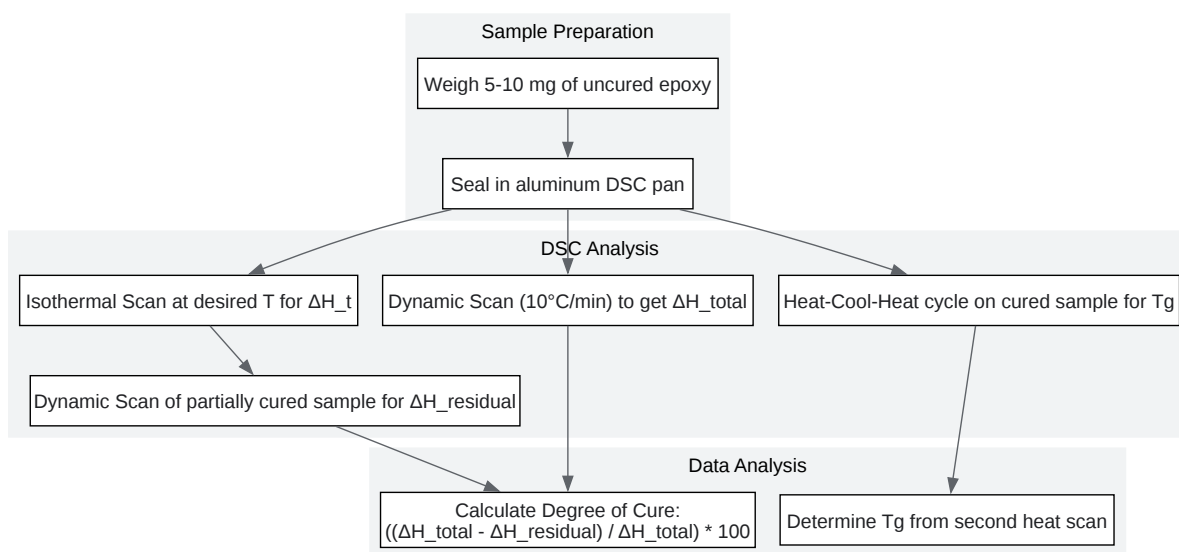 Sample Preparation
Weigh 5-10 mg of uncured epoxy
Seal in aluminum DSC pan
DSC Analysis
Isothermal Scan at desired T for ΔH_t
Dynamic Scan (10°C/min) to get ΔH_total
Heat-Cool-Heat cycle on cured sample for Tg
Dynamic Scan of partially cured sample for ΔH_residual
Data Analysis
Calculate Degree of Cure:
((ΔH_total - ΔH_residual) / ΔH_total) * 100
Determine Tg from second heat scan